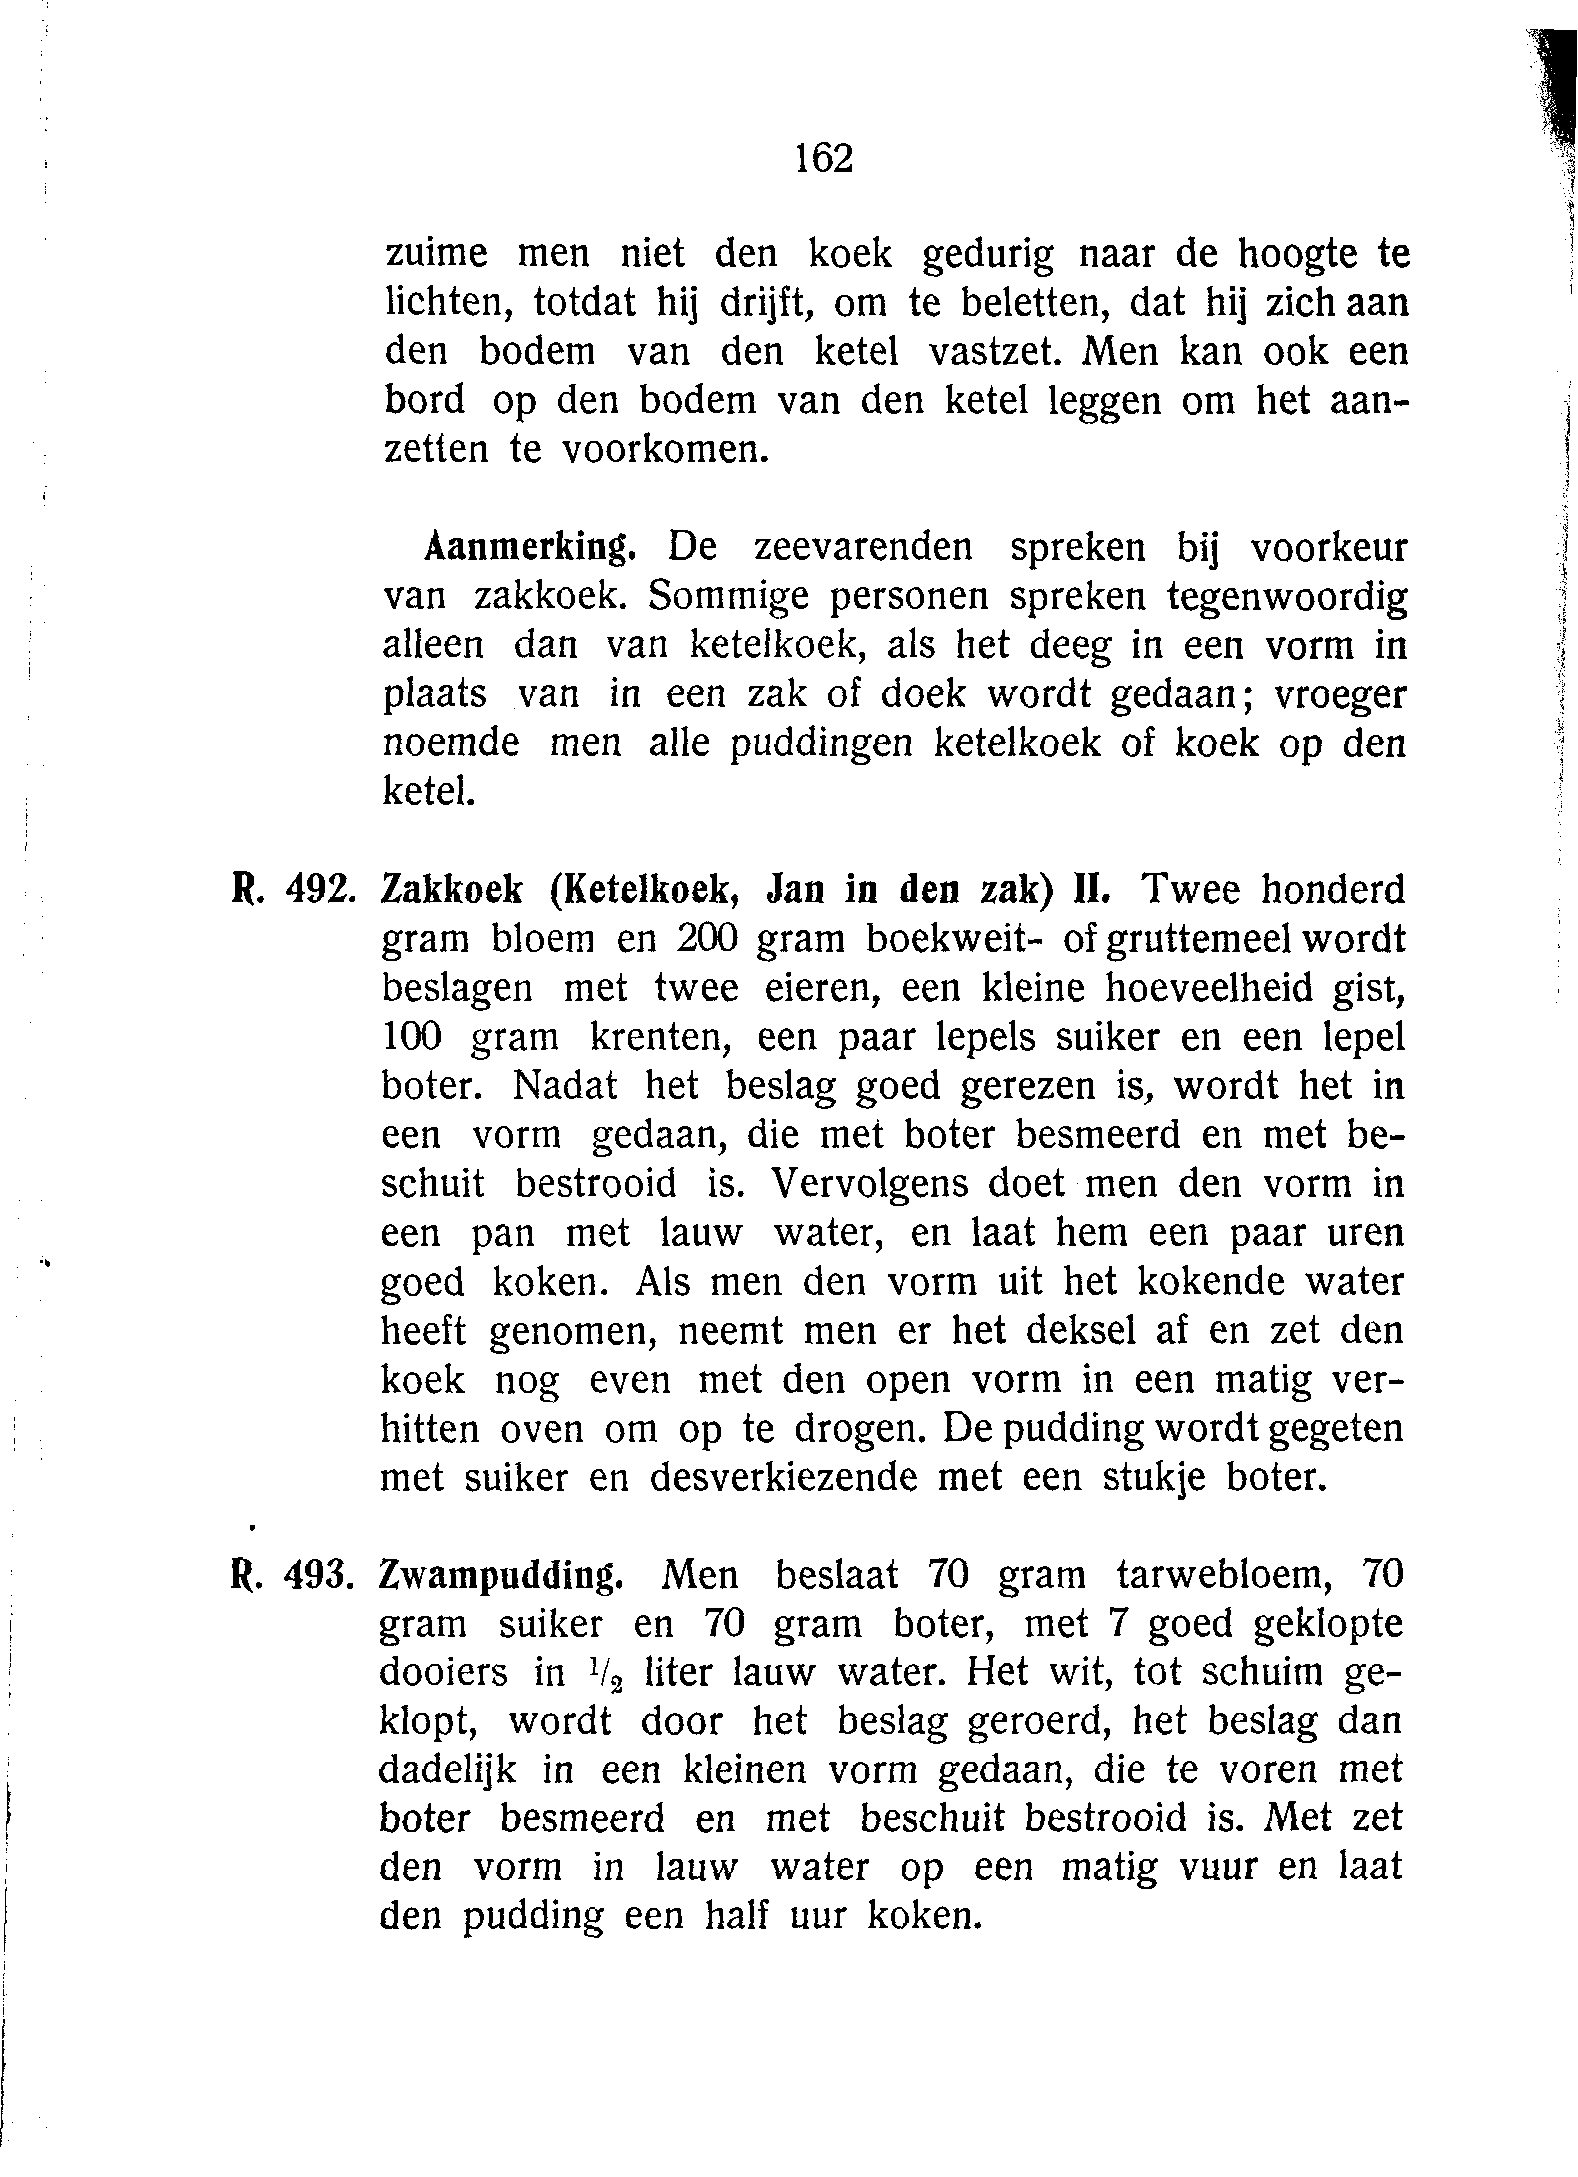 162
zuime men niet den koek gedurig naar de hoogte te
lichten, totdat hij drijft, om te beletten, dat hij zich aan
den bodem van den ketel vastzet. Men kan ook een
bord op den bodem van den ketel leggen om het aan-
zetten te voorkomen.
Aanmerking. De zeevarenden spreken bij voorkeur
van zakkoek. Sommige personen spreken tegenwoordig
alleen dan van ketelkoek, als het deeg in een vorm in
plaats van in een zak of doek wordt gedaan; vroeger
noemde men alle puddingen ketelkoek of koek op den
ketel.
R. 492. Zakkoek (Ketelkoek, Jan in den zak) II. Twee honderd
gram bloem en 200 gram boekweit- of gruttemeel wordt
beslagen met twee eieren, een kleine hoeveelheid gist,
100 gram krenten, een paar lepels suiker en een lepel
boter. Nadat het beslag goed gerezen is, wordt het in
een vorm gedaan, die met boter besmeerd en met be-
schuit bestrooid is. Vervolgens doet men den vorm in
een pan met lauw water, en laat hem een paar uren
goed koken. Als men den vorm uit het kokende water
heeft genomen, neemt men er het deksel af en zet den
koek nog even met den open vorm in een matig ver-
hitten oven om op te drogen. De pudding wordt gegeten
met suiker en desverkiezende met een stukje boter.
R. 493. Zwampudding. Men beslaat 70 gram tarwebloem, 70
gram suiker en 70 gram boter, met 7 goed geklopte
dooiers in 1/2 liter lauw water. Het wit, tot schuim ge-
klopt, wordt door het beslag geroerd, het beslag dan
dadelijk in een kleinen vorm gedaan, die te voren met
boter besmeerd en met beschuit bestrooid is. Met zet
den vorm in lauw water op een matig vuur en laat
den pudding een half uur koken.